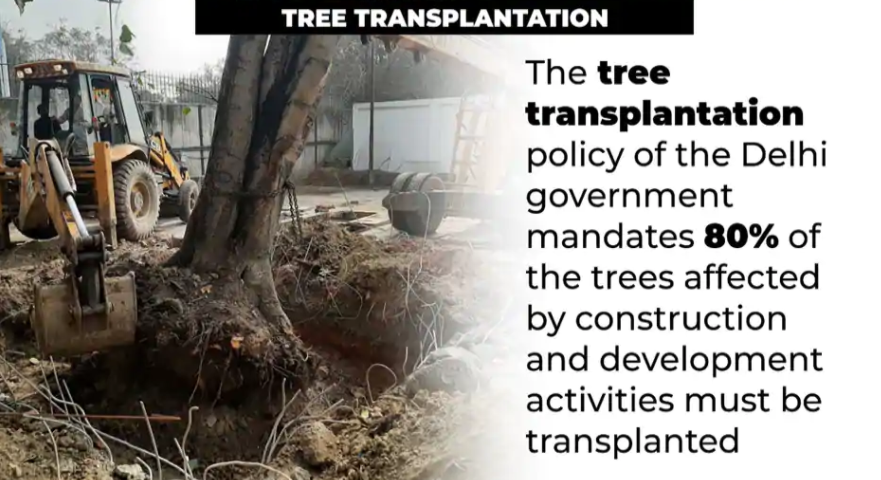 TREE TRANSPLANTATION
The tree
transplantation
policy of the Delhi
government
mandates 80% of
the trees affected
by construction
and development
activities must be
transplanted